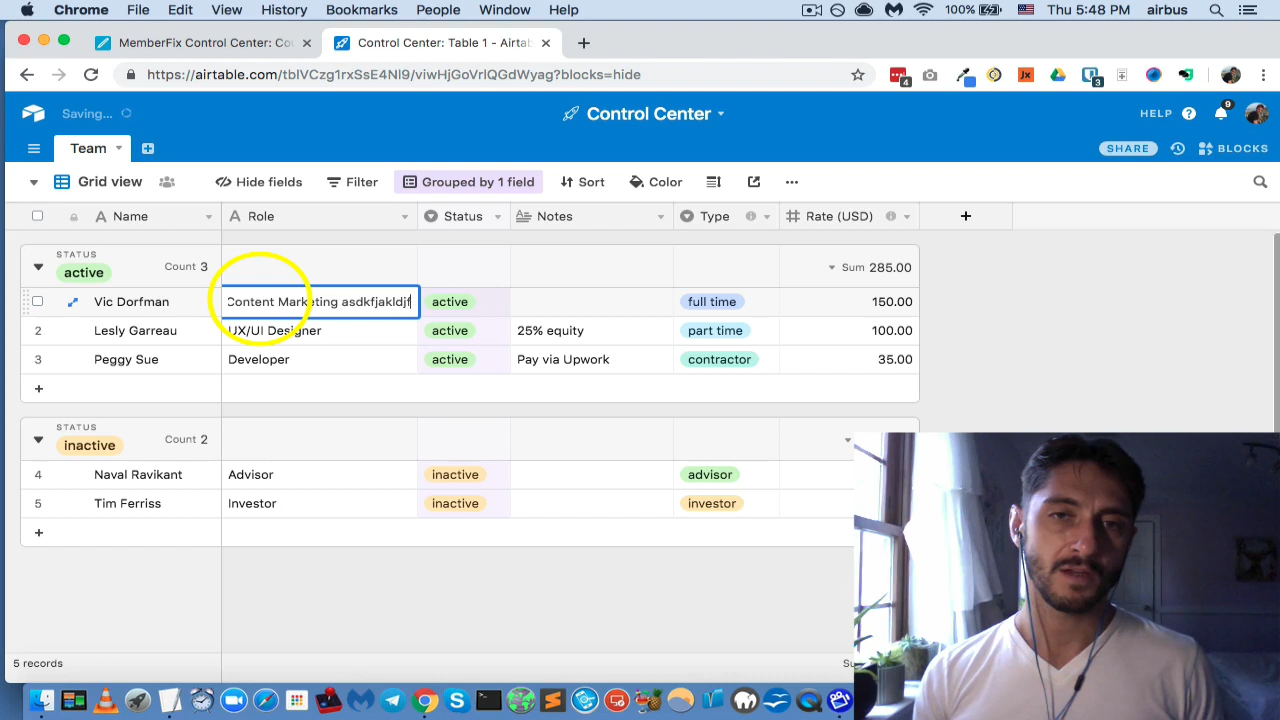 Chrome File Edit View History Bookmarks People Window Help 100% Thu 5:48 PM airbus
MemberFix Control Center: Co
Control Center: Table 1 - Airta
https://airtable.com/tblVCzg1rxSsE4Nl9/viwHjGoVrlQGdWyag?blocks=hide
4
3
Saving...
Control Center
HELP
9
Team
SHARE
BLOCKS
Grid view
Hide fields
Filter
Grouped by 1 field
Sort
Color
Name Role Status Notes Type Rate (USD)
STATUS
active
Count 3
Sum 285.00
Vic Dorfman Content Marketing asdkfjakldjf active full time 150.00
2 Lesly Garreau UX/UI Designer active 25% equity part time 100.00
3 Peggy Sue Developer active Pay via Upwork contractor 35.00
STATUS
inactive
Count 2
4 Naval Ravikant Advisor inactive advisor
5 Tim Ferriss Investor inactive investor
5 records